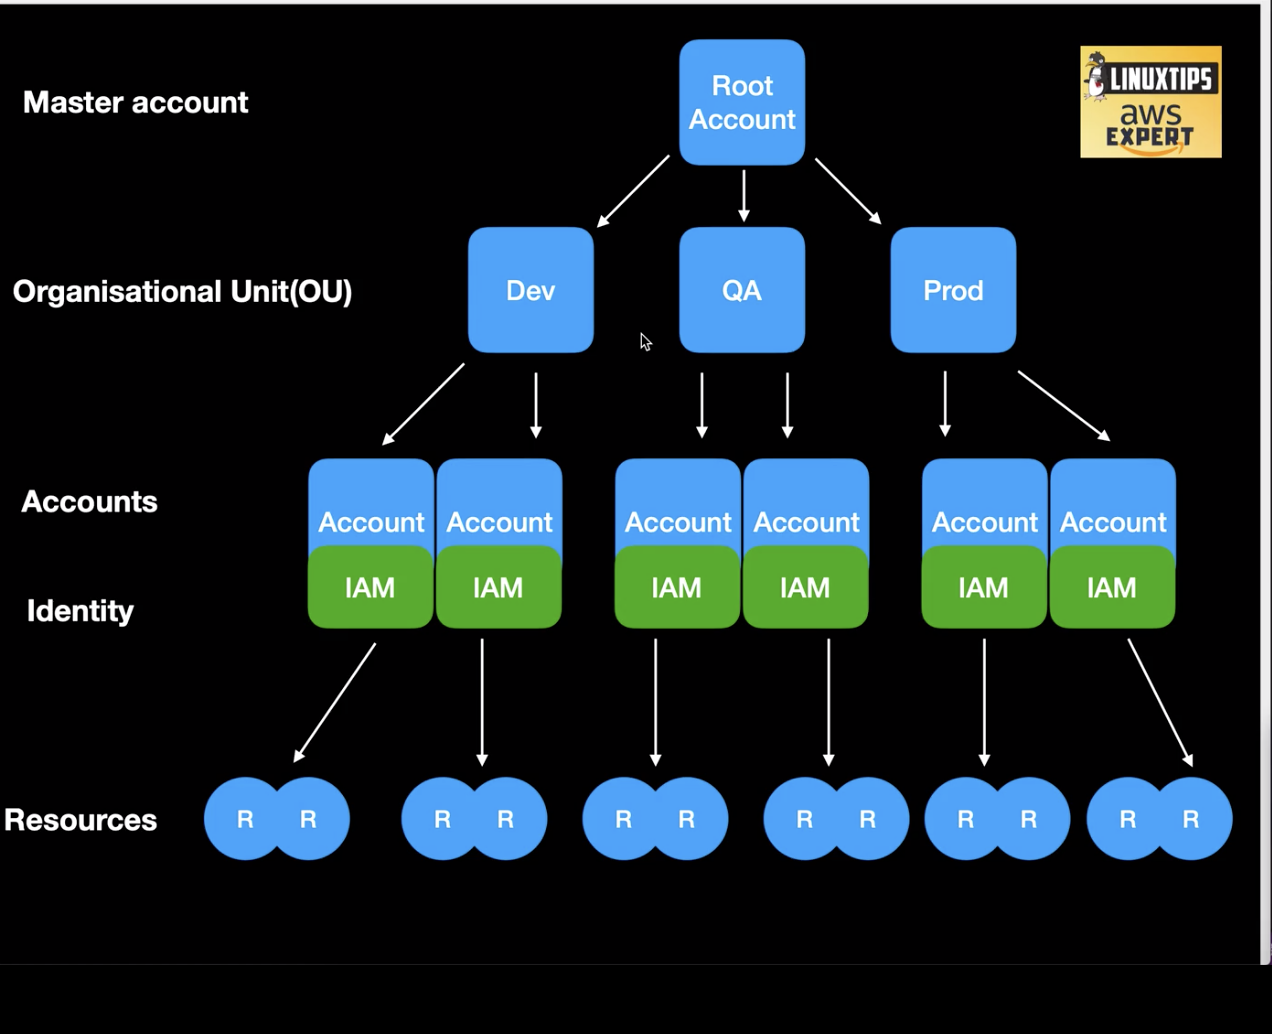 Master account
Root
Account
LINUXTIPS
aws
EXPERT
Organisational Unit(OU)
Dev
QA
Prod
Accounts
Account
Account
Account
Account
Account
Account
Identity
IAM
IAM
IAM
IAM
IAM
IAM
Resources
R R
R R
R R
R R
R R
R R